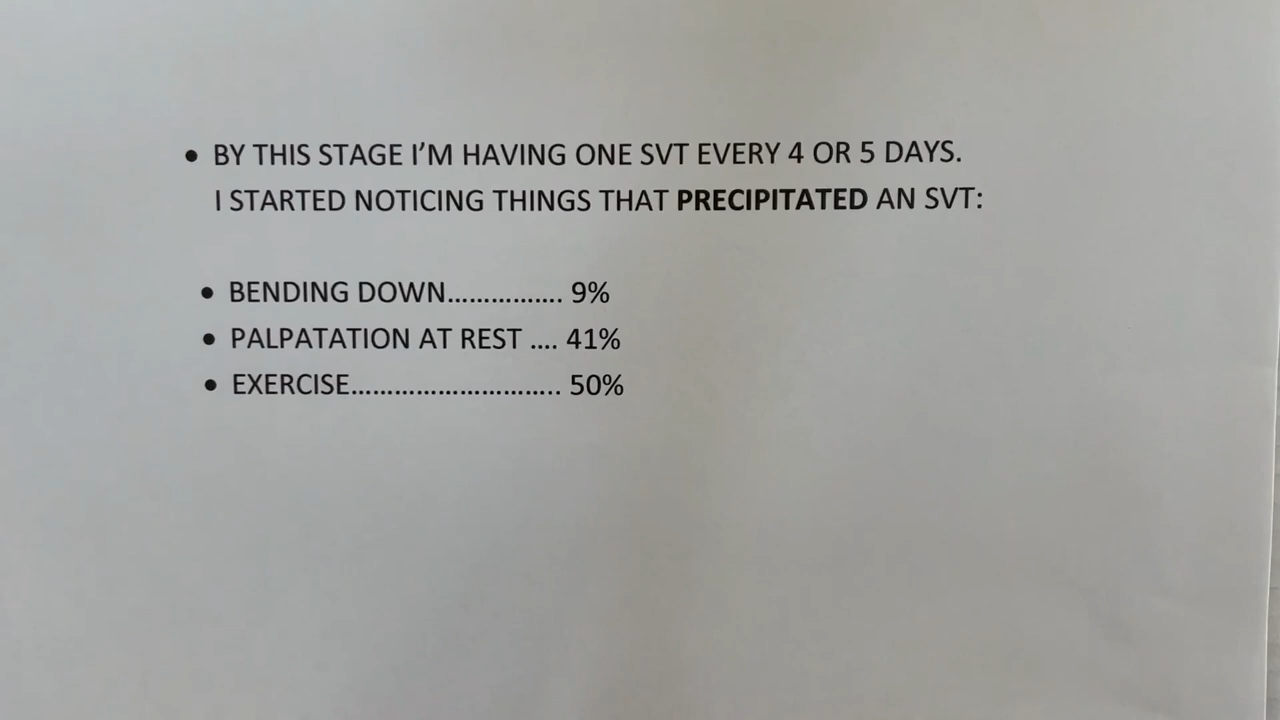 • BY THIS STAGE I’M HAVING ONE SVT EVERY 4 OR 5 DAYS.
I STARTED NOTICING THINGS THAT PRECIPITATED AN SVT:
• BENDING DOWN................ 9%
• PALPATATION AT REST .... 41%
• EXERCISE............................. 50%